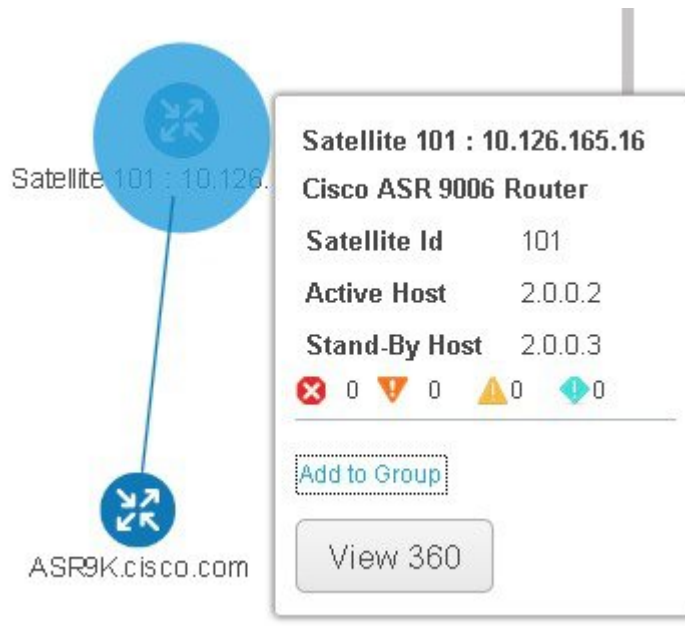 Satellite 101 : 10.126.
ASR9K.cisco.com
Satellite 101 : 10.126.165.16
Cisco ASR 9006 Router
Satellite Id 101
Active Host 2.0.0.2
Stand-By Host 2.0.0.3
0 0 0 0
Add to Group
View 360